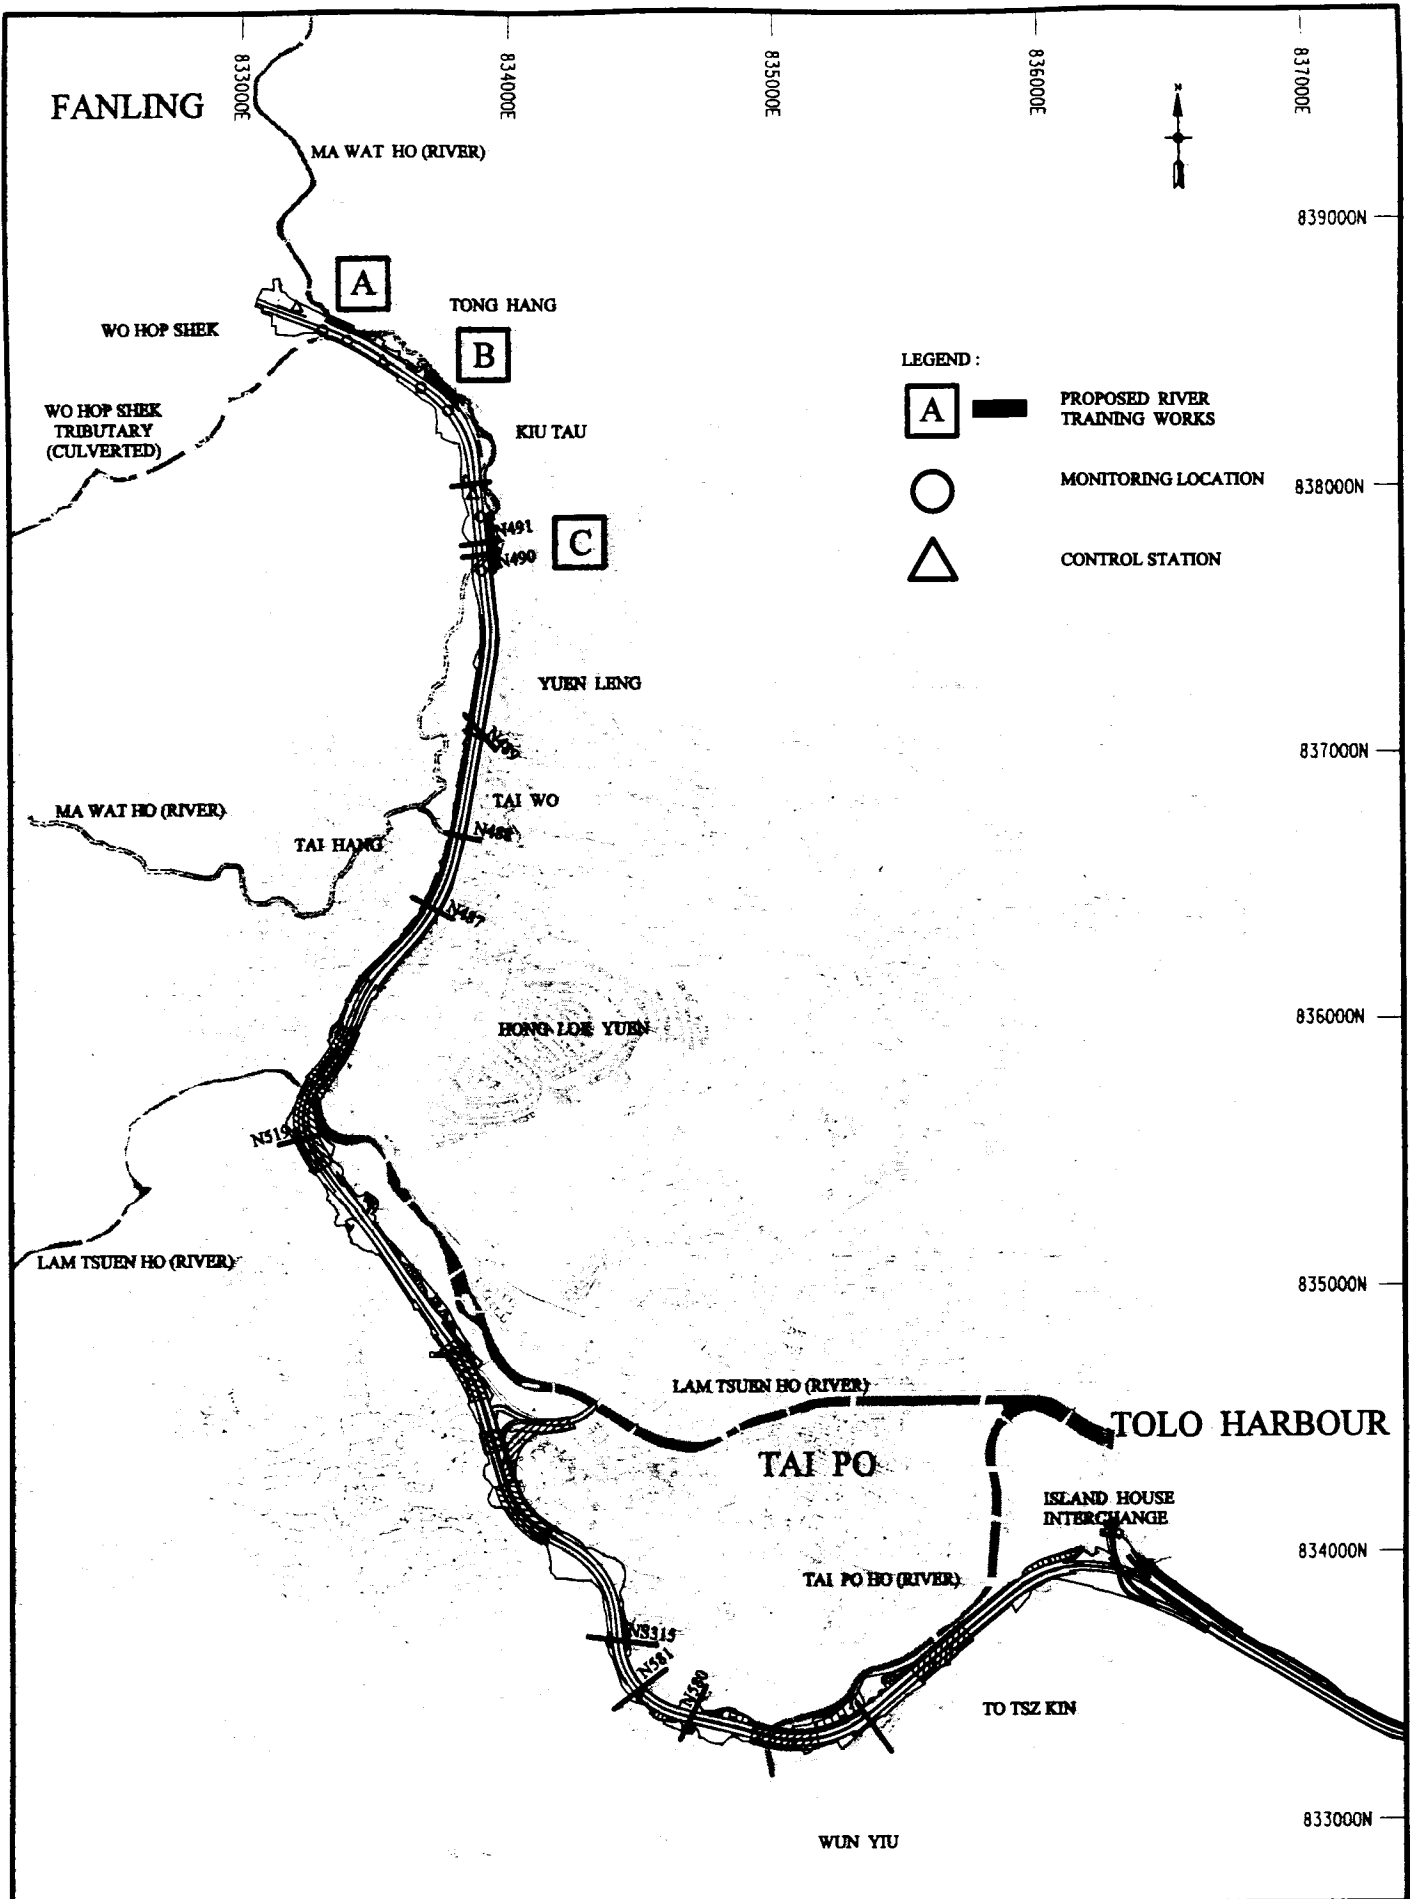 833000E
834000E
835000E
836000E
837000E
FANLING
MA WAT HO (RIVER)
N
839000N
A
TONG HANG
WO HOP SHEK
B
LEGEND :
A
PROPOSED RIVER
TRAINING WORKS
WO HOP SHEK
TRIBUTARY
(CULVERTED)
KIU TAU
MONITORING LOCATION
838000N
N491
C
N490
CONTROL STATION
YUEN LENG
N489
837000N
TAI WO
MA WAT HO (RIVER)
N488
TAI HANG
N487
HONG LOK YUEN
836000N
N519
LAM TSUEN HO (RIVER)
835000N
LAM TSUEN HO (RIVER)
TOLO HARBOUR
TAI PO
ISLAND HOUSE
INTERCHANGE
834000N
TAI PO HO (RIVER)
NS315
N581
N580
TO TSZ KIN
833000N
WUN YIU